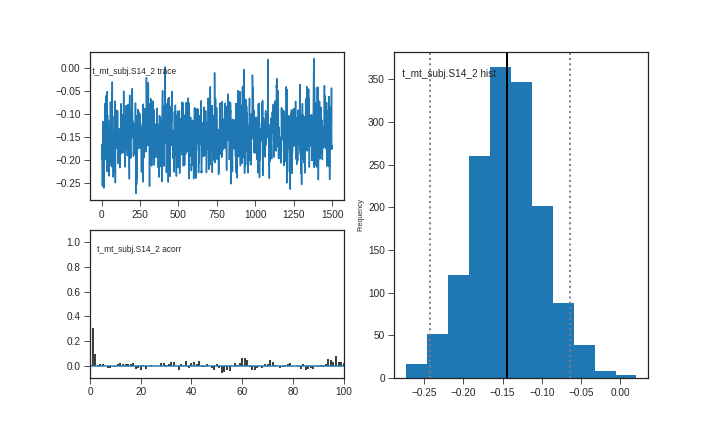 t_mt_subj.S14_2 trace
0.00
−0.05
−0.10
−0.15
−0.20
−0.25
0 250 500 750 1000 1250 1500
t_mt_subj.S14_2 acorr
1.0
0.8
0.6
0.4
0.2
0.0
0 20 40 60 80 100
t_mt_subj.S14_2 hist
Frequency
350
300
250
200
150
100
50
0
−0.25 −0.20 −0.15 −0.10 −0.05 0.00